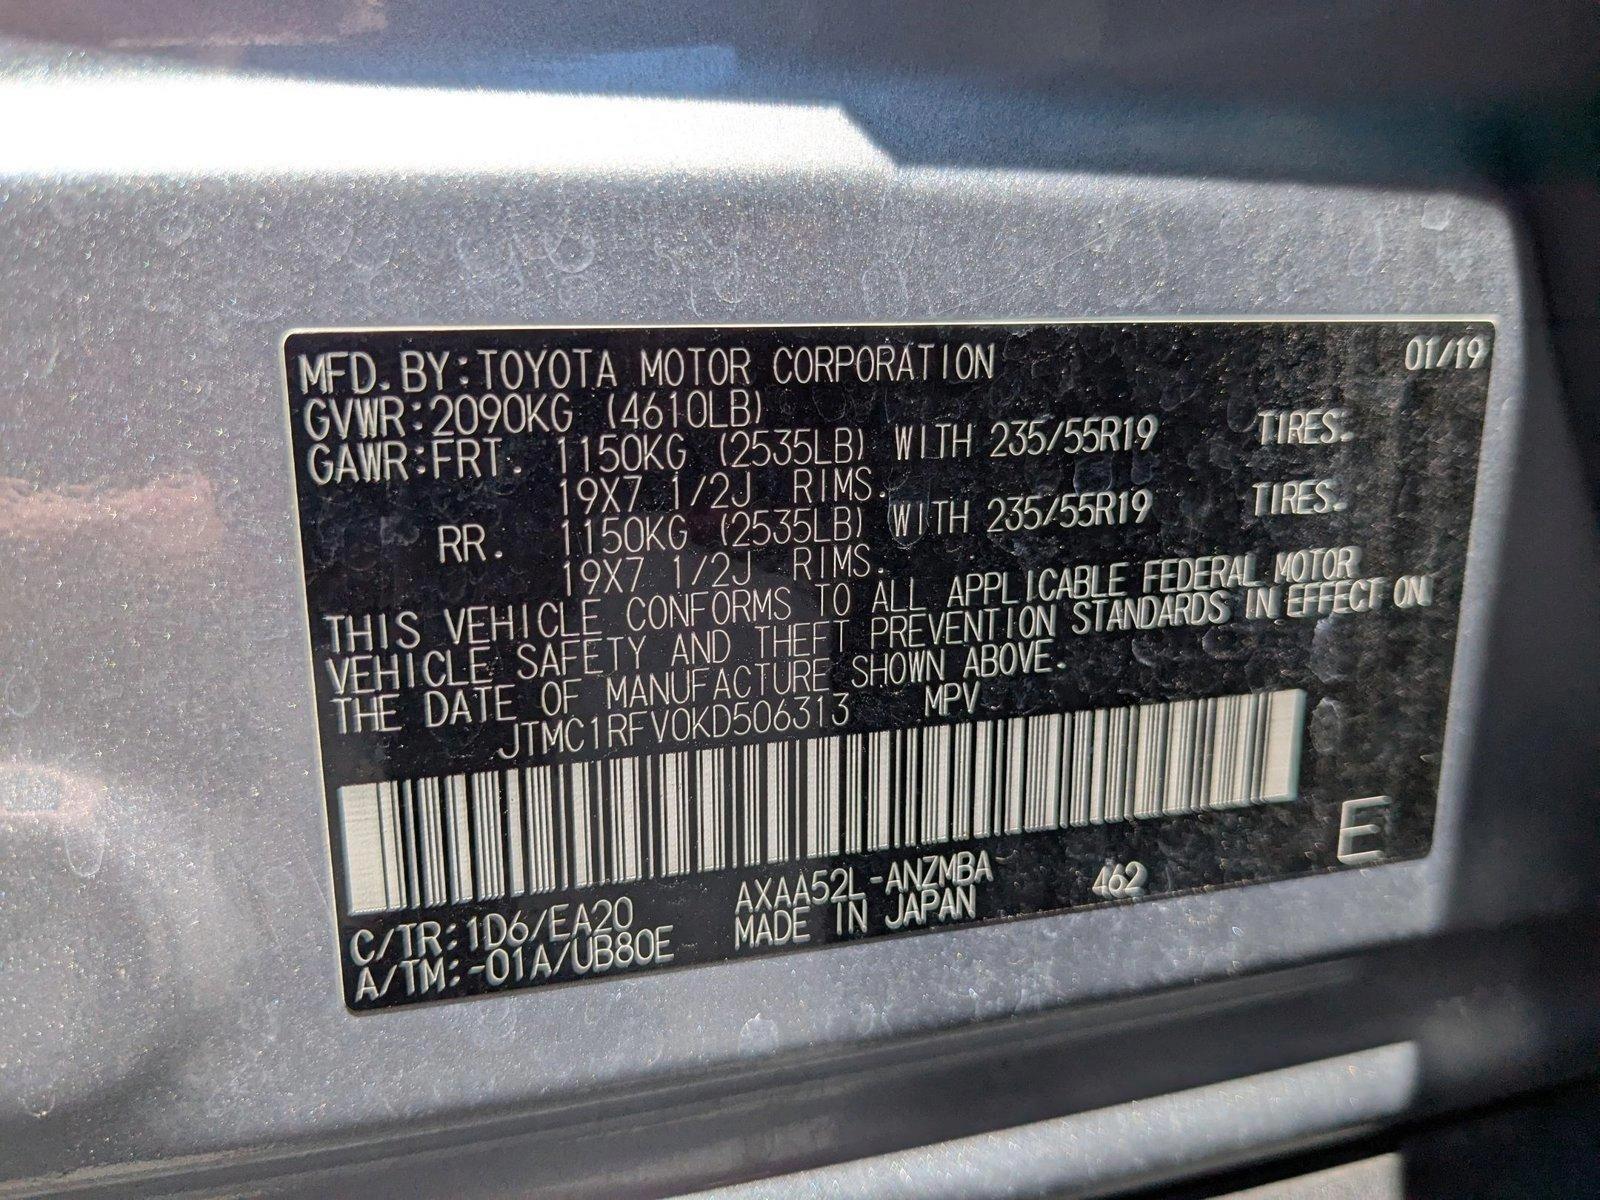 MFD. BY: TOYOTA MOTOR CORPORATION 01/19
GVWR: 2090KG (4610LB)
GAWR: FRT. 1150KG (2535LB) WITH 235/55R19 TIRES.
19X7 1/2J RIMS.
RR. 1150KG (2535LB) WITH 235/55R19 TIRES.
19X7 1/2J RIMS.
THIS VEHICLE CONFORMS TO ALL APPLICABLE FEDERAL MOTOR
VEHICLE SAFETY AND THEFT PREVENTION STANDARDS IN EFFECT ON
THE DATE OF MANUFACTURE SHOWN ABOVE.
JTMC1RFV0KD506313 MPV
E
C/TR: 1D6/EA20 AXAA52L-ANZMBA 462
A/TM: -01A/UB80E MADE IN JAPAN